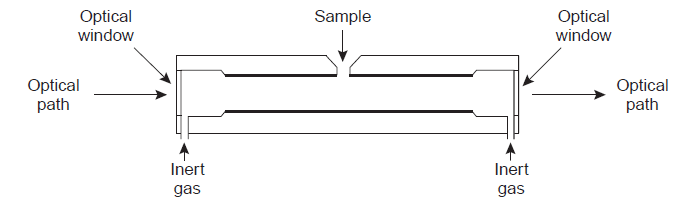 Optical
window
Sample
Optical
window
Optical
path
Optical
path
Inert
gas
Inert
gas